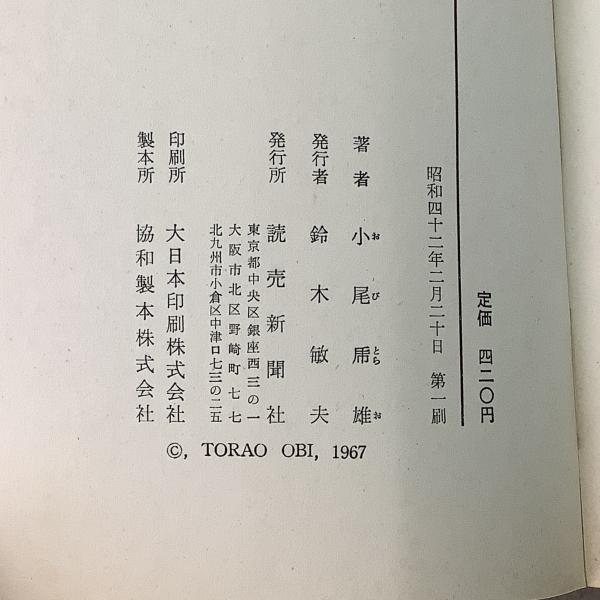 定価 四二〇円
昭和四十二年二月二十日 第一刷
著者 小尾乕雄
おびとらお
発行者 鈴木敏夫
発行所 読売新聞社
東京都中央区銀座西三の一
大阪市北区野崎町七七
北九州市小倉区中津口七三の二五
印刷所 大日本印刷株式会社
製本所 協和製本株式会社
©, TORAO OBI, 1967